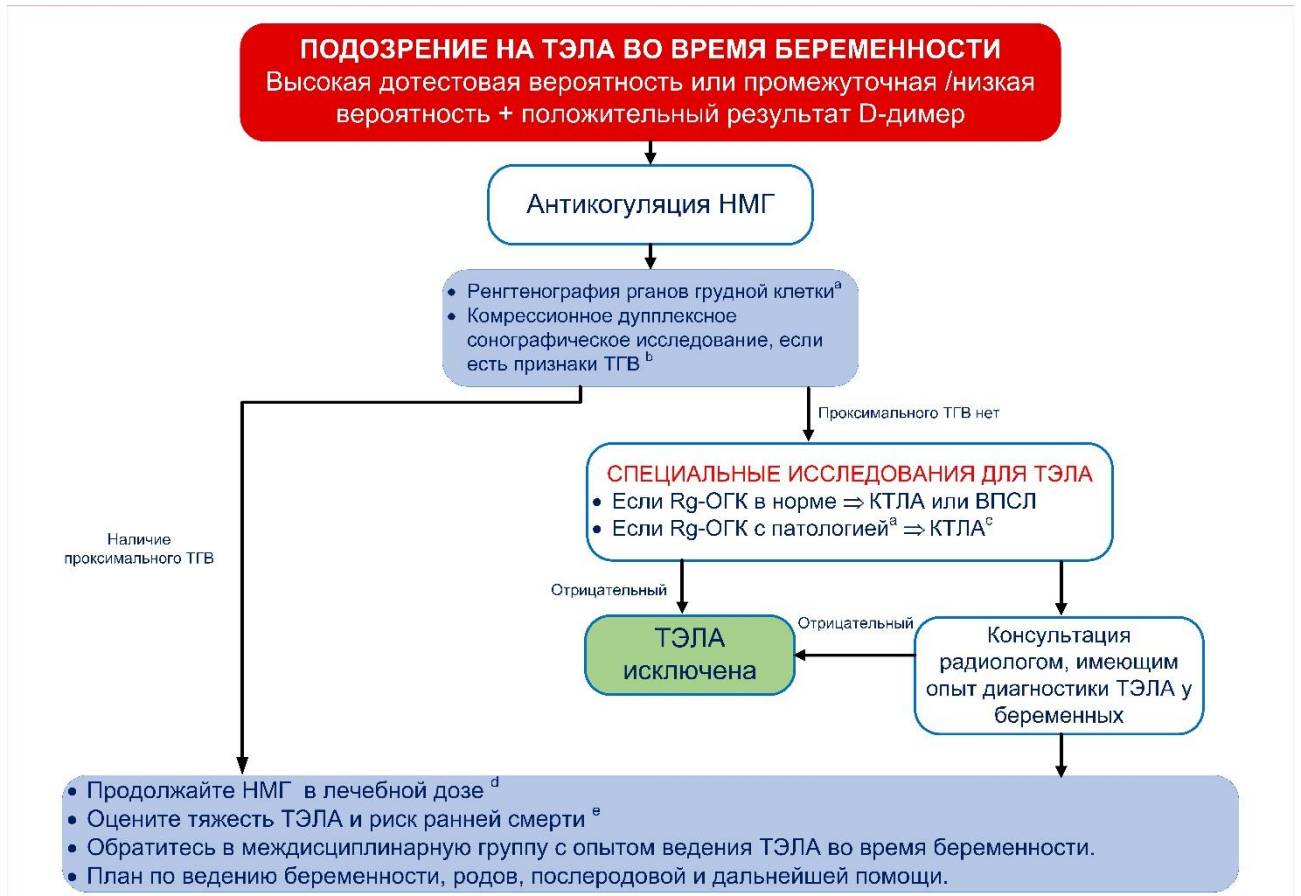 ПОДОЗРЕНИЕ НА ТЭЛА ВО ВРЕМЯ БЕРЕМЕННОСТИ
Высокая дотестовая вероятность или промежуточная /низкая
вероятность + положительный результат D-димер
Антикогуляция НМГ
• Ренгтенография рганов грудной клетки^a
• Комрессионное дупплексное
сонографическое исследование, если
есть признаки ТГВ ^b
Проксимального ТГВ нет
СПЕЦИАЛЬНЫЕ ИССЛЕДОВАНИЯ ДЛЯ ТЭЛА
• Если Rg-ОГК в норме ⇒ КТЛА или ВПСЛ
• Если Rg-ОГК с патологией^a ⇒ КТЛА^c
Наличие
проксимального ТГВ
Отрицательный
ТЭЛА
исключена
Отрицательный
Консультация
радиологом, имеющим
опыт диагностики ТЭЛА у
беременных
• Продолжайте НМГ в лечебной дозе ^d
• Оцените тяжесть ТЭЛА и риск ранней смерти ^e
• Обратитесь в междисциплинарную группу с опытом ведения ТЭЛА во время беременности.
• План по ведению беременности, родов, послеродовой и дальнейшей помощи.